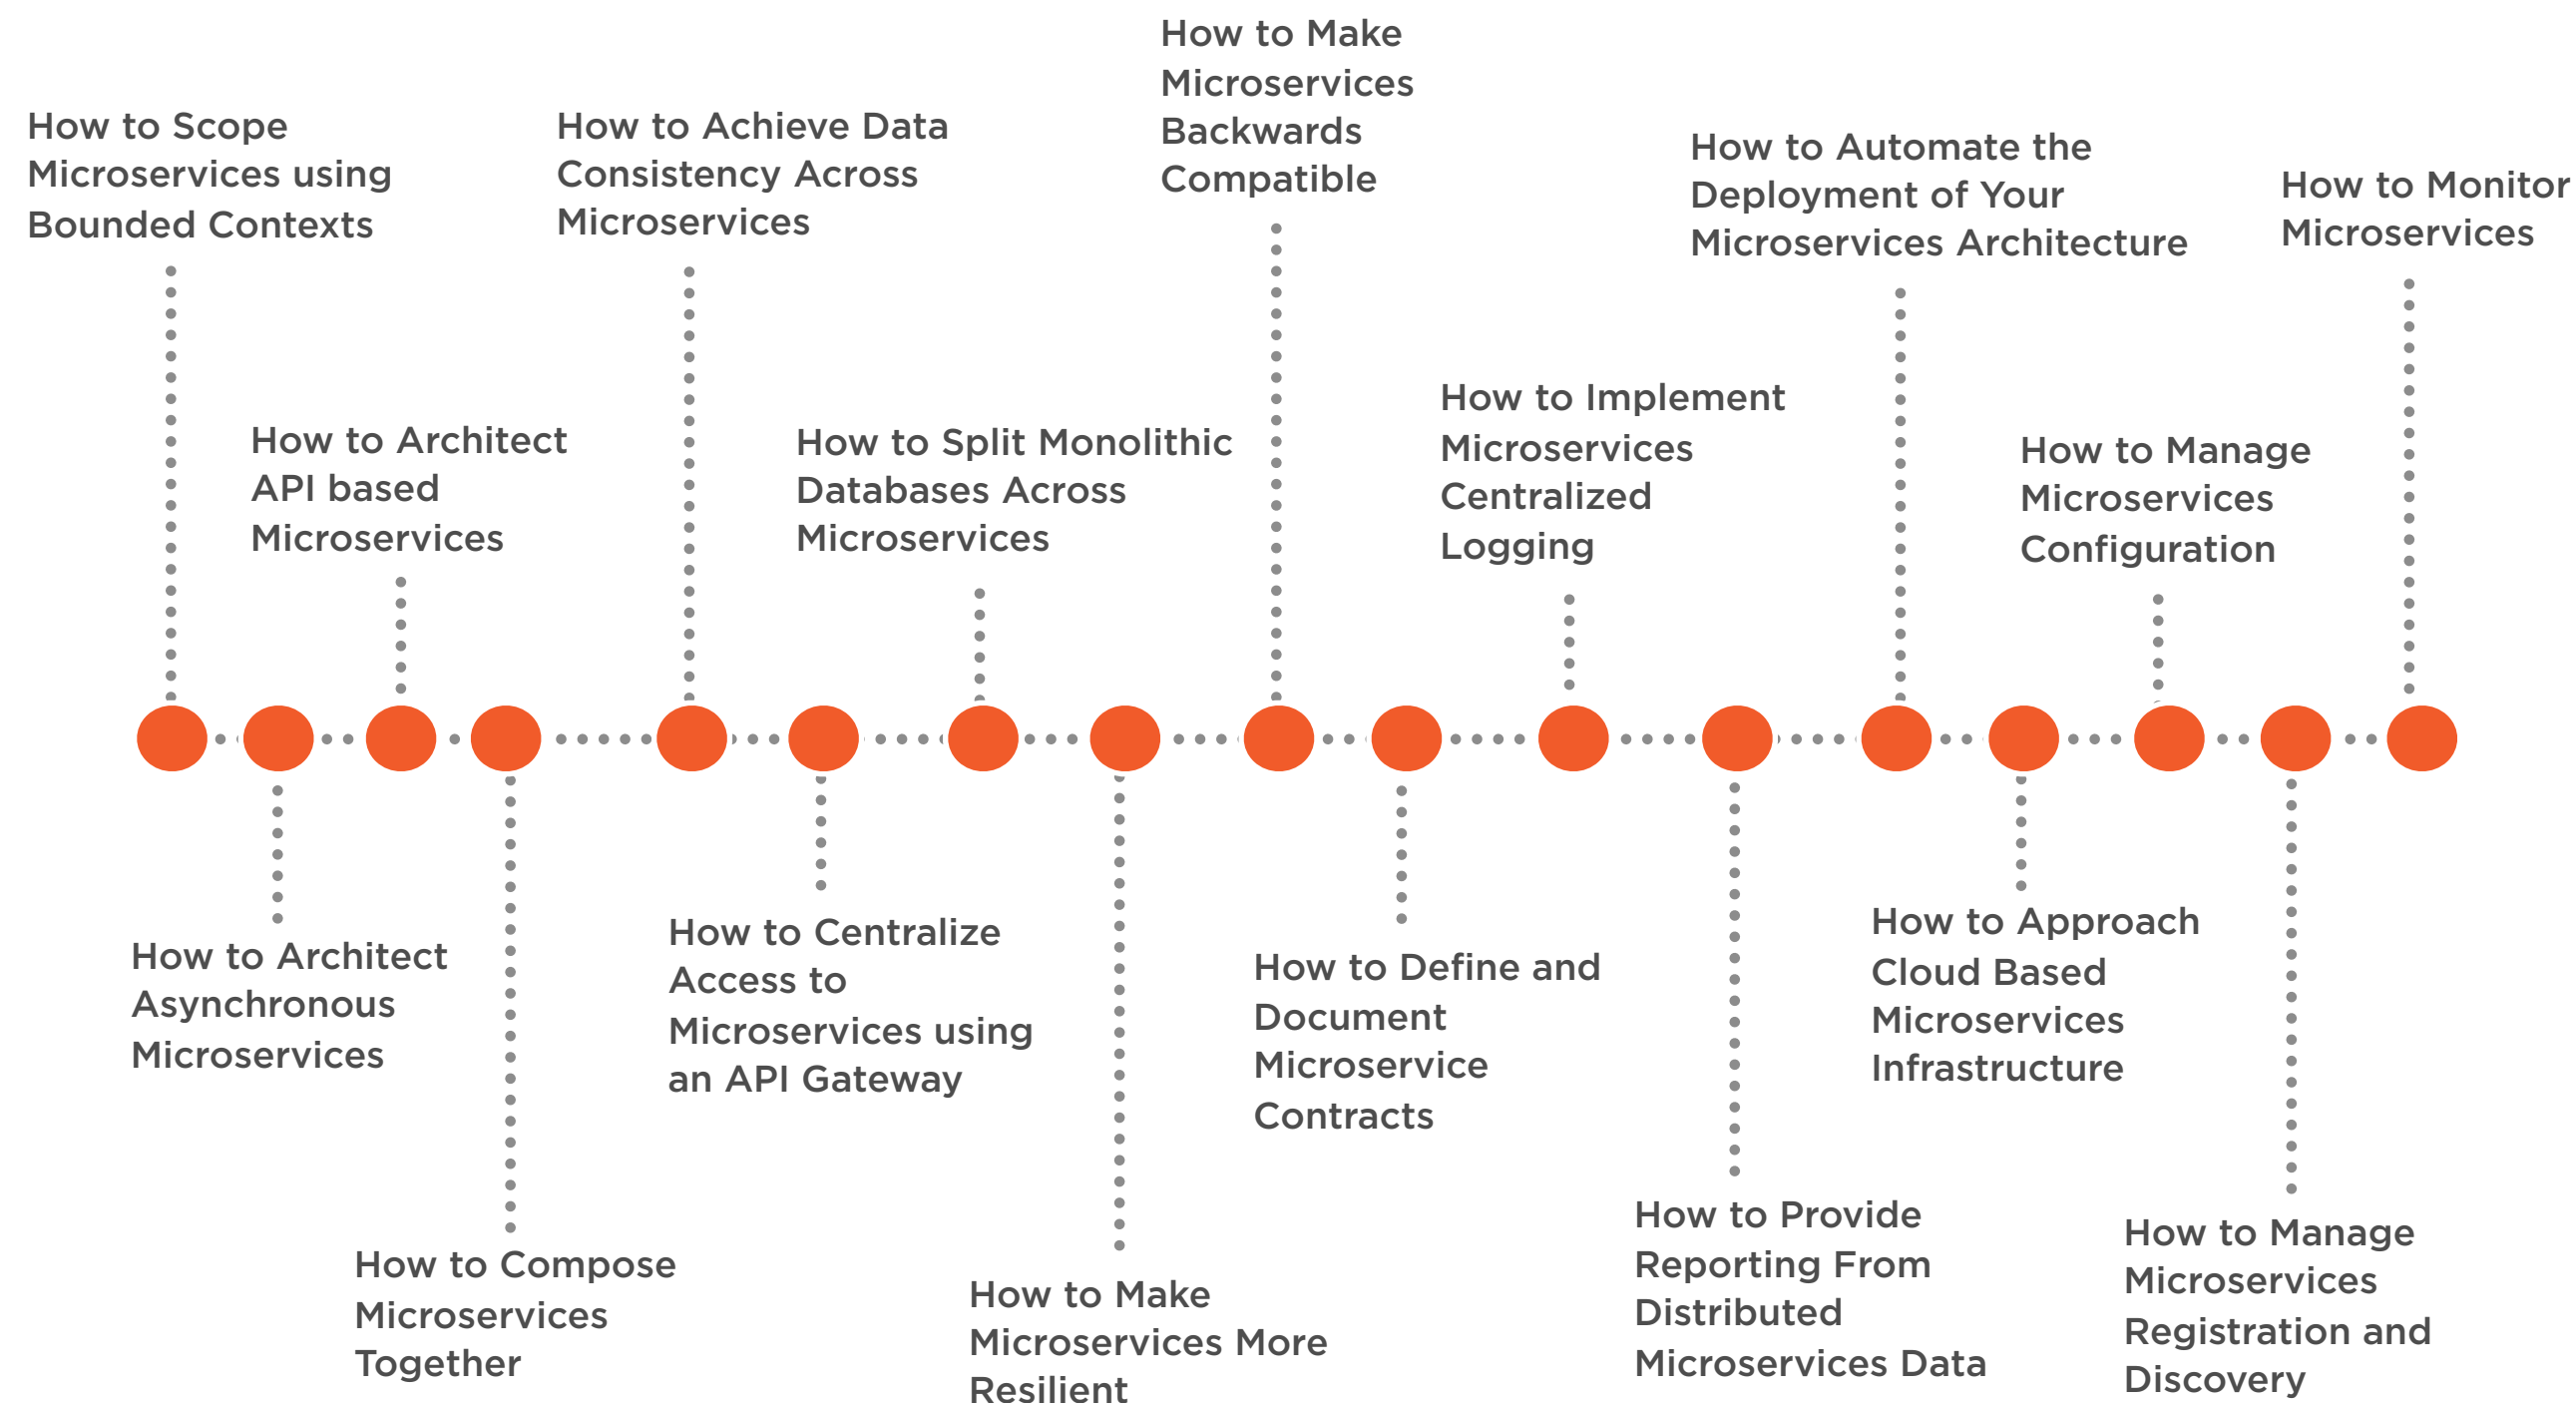 How to Scope
Microservices using
Bounded Contexts
How to Architect
Asynchronous
Microservices
How to Architect
API based
Microservices
How to Compose
Microservices
Together
How to Achieve Data
Consistency Across
Microservices
How to Centralize
Access to
Microservices using
an API Gateway
How to Split Monolithic
Databases Across
Microservices
How to Make
Microservices More
Resilient
How to Make
Microservices
Backwards
Compatible
How to Define and
Document
Microservice
Contracts
How to Implement
Microservices
Centralized
Logging
How to Provide
Reporting From
Distributed
Microservices Data
How to Automate the
Deployment of Your
Microservices Architecture
How to Approach
Cloud Based
Microservices
Infrastructure
How to Manage
Microservices
Configuration
How to Manage
Microservices
Registration and
Discovery
How to Monitor
Microservices